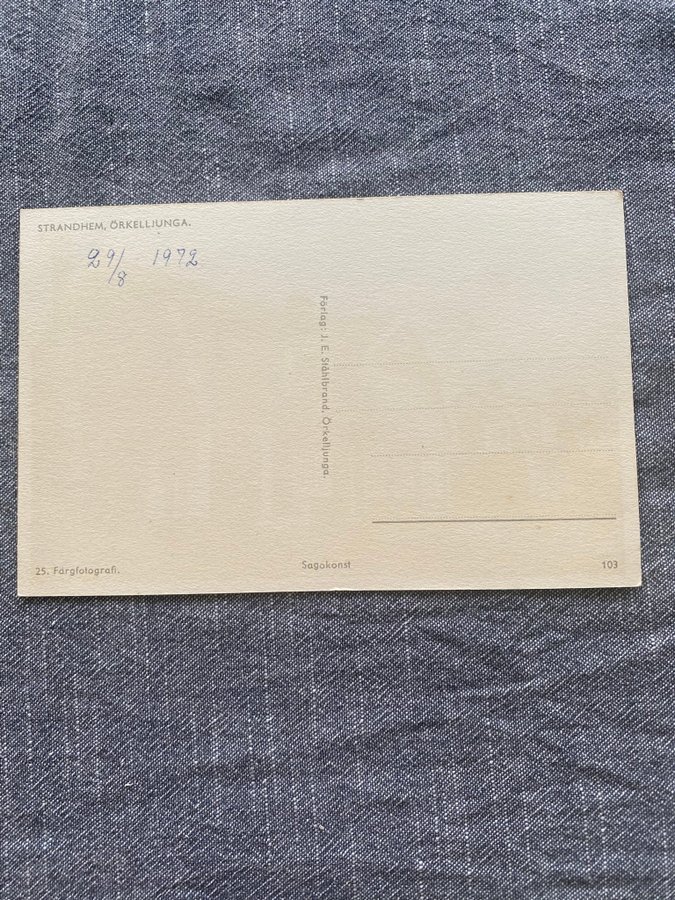 STRANDHEM, ÖRKELLJUNGA.
29/8 1972
Förlag: J. E. Ståhlbrand, Örkelljunga.
25. Färgfotografi.
Sagokonst
103